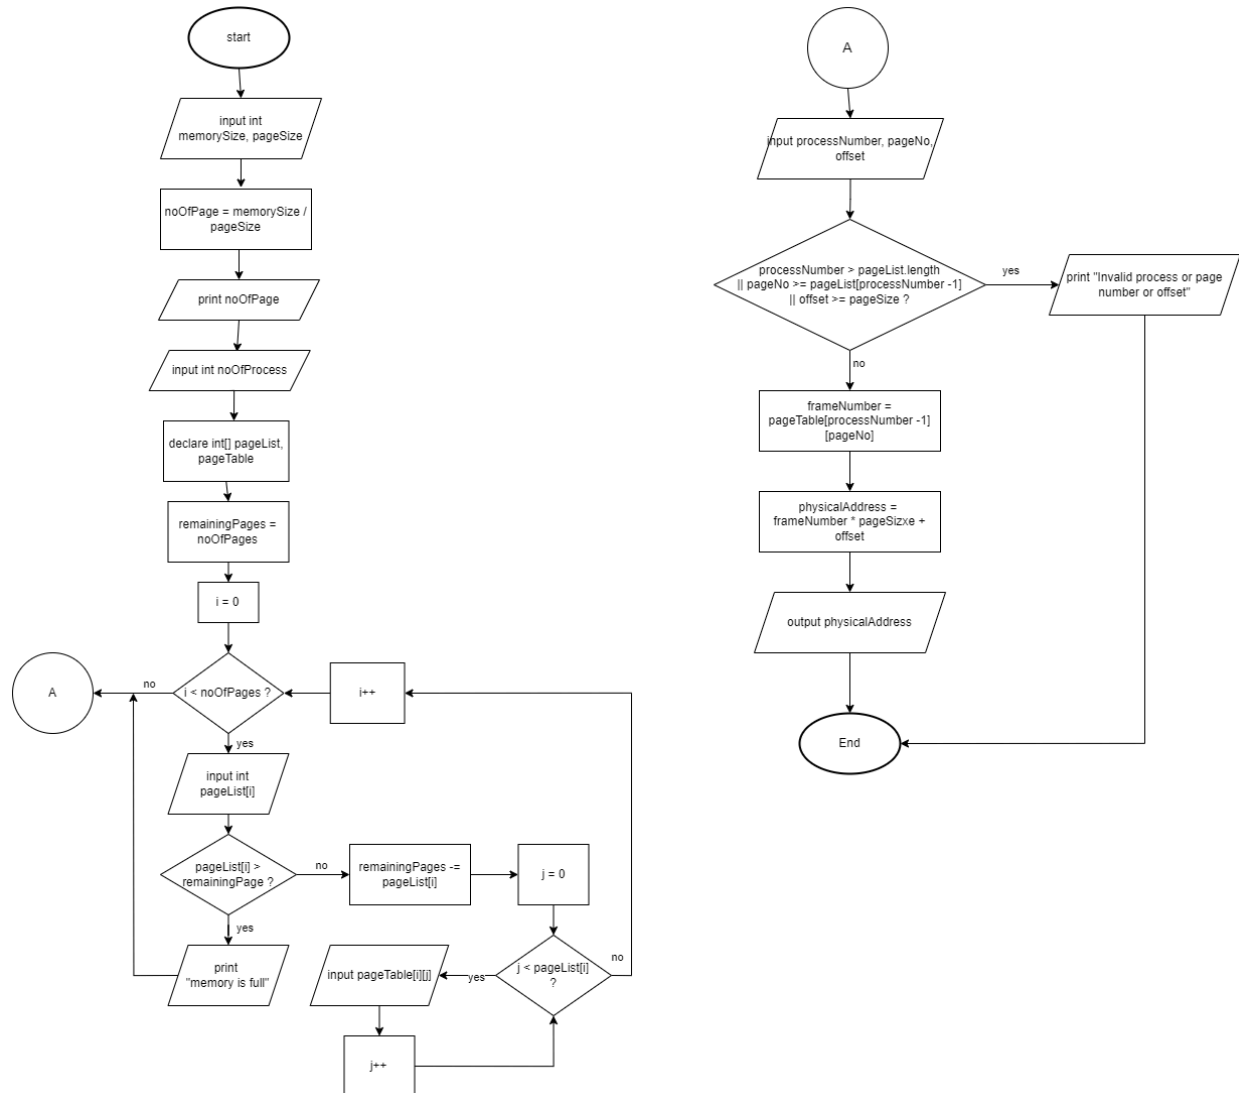 start
input int
memorySize, pageSize
noOfPage = memorySize /
pageSize
print noOfPage
input int noOfProcess
declare int[] pageList,
pageTable
remainingPages =
noOfPages
i = 0
A
no
i < noOfPages ?
i++
yes
input int
pageList[i]
pageList[i] >
remainingPage ?
no
remainingPages -=
pageList[i]
j = 0
yes
print
"memory is full"
input pageTable[i][j]
yes
j < pageList[i]
?
no
j++
A
input processNumber, pageNo,
offset
processNumber > pageList.length
|| pageNo >= pageList[processNumber -1]
|| offset >= pageSize ?
yes
print "Invalid process or page
number or offset"
no
frameNumber =
pageTable[processNumber -1]
[pageNo]
physicalAddress =
frameNumber * pageSizxe +
offset
output physicalAddress
End